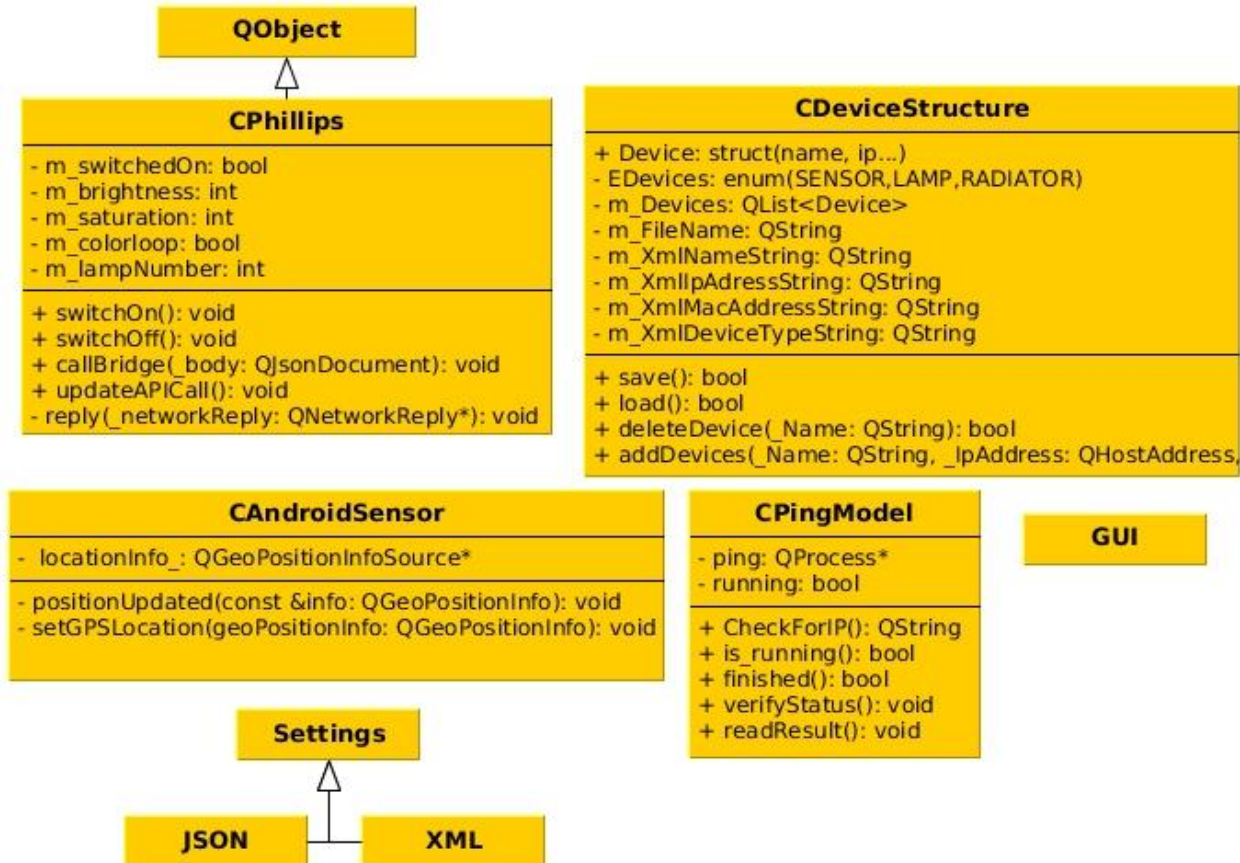 QObject
CPhillips
- m_switchedOn: bool
- m_brightness: int
- m_saturation: int
- m_colorloop: bool
- m_lampNumber: int
+ switchOn(): void
+ switchOff(): void
+ callBridge(_body: QJsonDocument): void
+ updateAPICall(): void
- reply(_networkReply: QNetworkReply*): void
CDeviceStructure
+ Device: struct(name, ip...)
- EDevices: enum(SENSOR,LAMP,RADIATOR)
- m_Devices: QList<Device>
- m_FileName: QString
- m_XmlNameString: QString
- m_XmlIpAdressString: QString
- m_XmlMacAddressString: QString
- m_XmlDeviceTypeString: QString
+ save(): bool
+ load(): bool
+ deleteDevice(_Name: QString): bool
+ addDevices(_Name: QString, _IpAddress: QHostAddress,
CAndroidSensor
- locationInfo_: QGeoPositionInfoSource*
- positionUpdated(const &info: QGeoPositionInfo): void
- setGPSLocation(geoPositionInfo: QGeoPositionInfo): void
CPingModel
- ping: QProcess*
- running: bool
+ CheckForIP(): QString
+ is_running(): bool
+ finished(): bool
+ verifyStatus(): void
+ readResult(): void
GUI
Settings
JSON
XML